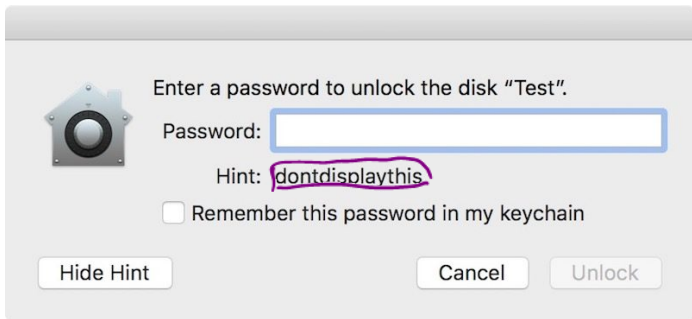 Enter a password to unlock the disk “Test”.
Password:
Hint: dontdisplaythis
Remember this password in my keychain
Hide Hint Cancel Unlock